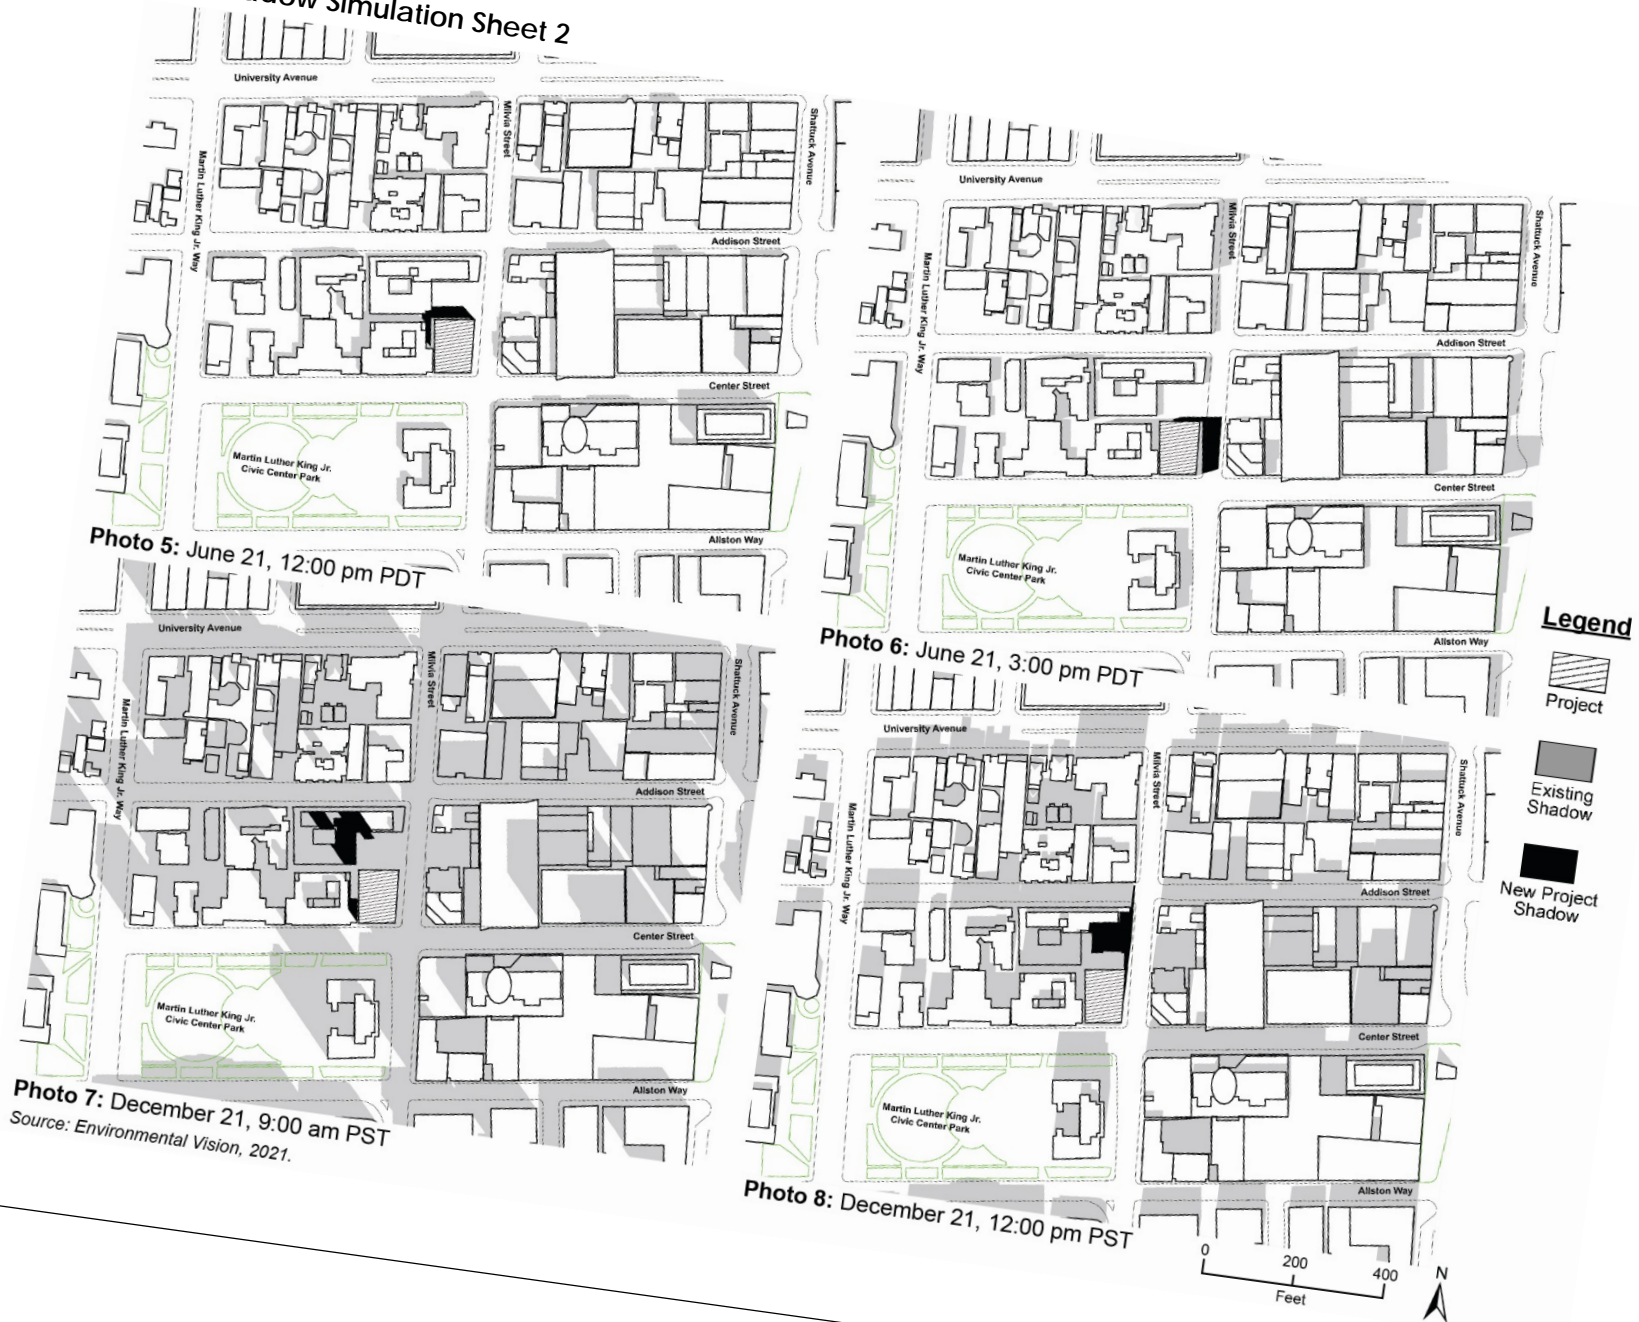 Simulation Sheet 2
University Avenue
Milvia Street
Shattuck Avenue
Martin Luther King Jr. Way
Addison Street
Center Street
Martin Luther King Jr.
Civic Center Park
Allston Way
Photo 5: June 21, 12:00 pm PDT
University Avenue
Milvia Street
Shattuck Avenue
Martin Luther King Jr. Way
Addison Street
Center Street
Martin Luther King Jr.
Civic Center Park
Allston Way
Photo 6: June 21, 3:00 pm PDT
University Avenue
Milvia Street
Shattuck Avenue
Martin Luther King Jr. Way
Addison Street
Center Street
Martin Luther King Jr.
Civic Center Park
Allston Way
Photo 7: December 21, 9:00 am PST
Source: Environmental Vision, 2021.
University Avenue
Milvia Street
Shattuck Avenue
Martin Luther King Jr. Way
Addison Street
Center Street
Martin Luther King Jr.
Civic Center Park
Allston Way
Photo 8: December 21, 12:00 pm PST
Legend
Project
Existing
Shadow
New Project
Shadow
0 200 400
Feet
N